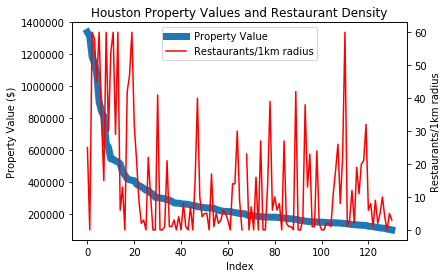 Houston Property Values and Restaurant Density
Property Value ($)
1400000
1200000
1000000
800000
600000
400000
200000
Property Value
Restaurants/1km radius
60
50
40
30
20
10
0
Restaurants/1km radius
0 20 40 60 80 100 120
Index